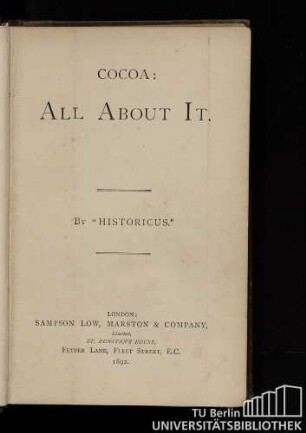 COCOA:
ALL ABOUT IT.
BY "HISTORICUS."
LONDON:
SAMPSON LOW, MARSTON & COMPANY,
Limited,
ST. DUNSTAN'S HOUSE,
FETTER LANE, FLEET STREET, E.C.
1892.
TU Berlin
UNIVERSITÄTSBIBLIOTHEK